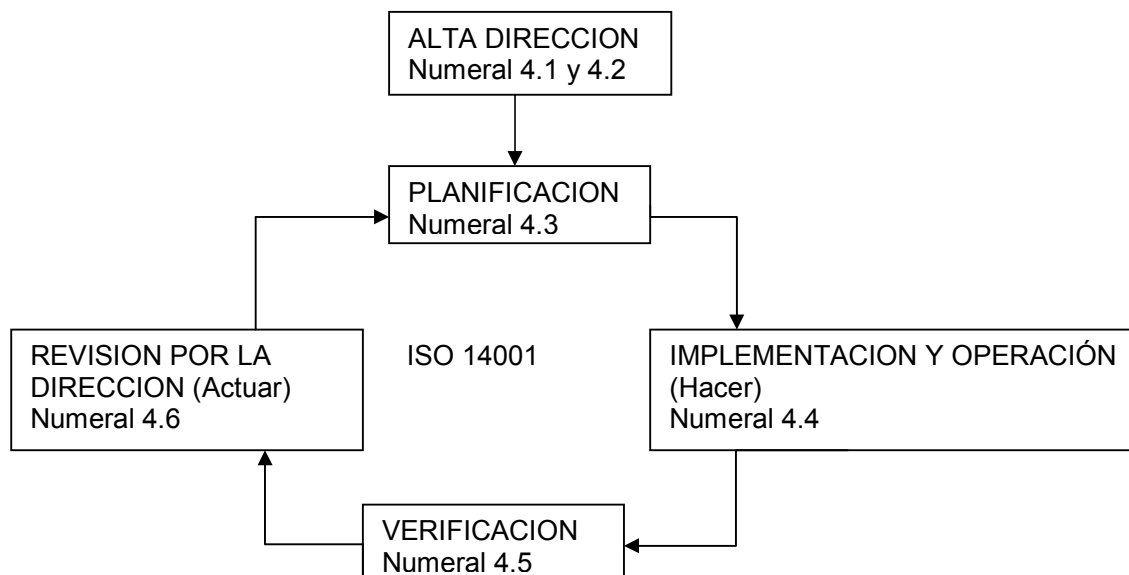 ALTA DIRECCION
Numeral 4.1 y 4.2
PLANIFICACION
Numeral 4.3
REVISION POR LA
DIRECCION (Actuar)
Numeral 4.6
ISO 14001
IMPLEMENTACION Y OPERACIÓN
(Hacer)
Numeral 4.4
VERIFICACION
Numeral 4.5